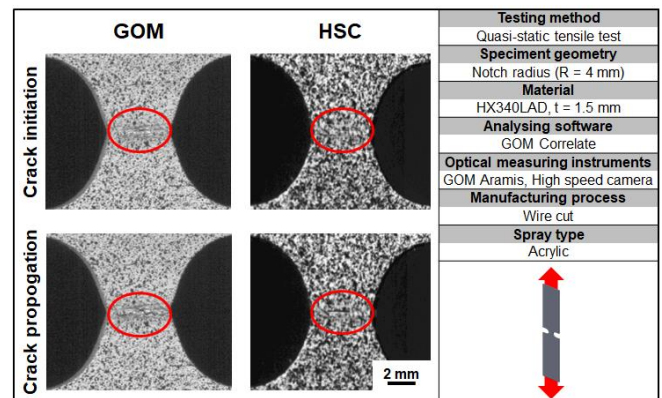 GOM
HSC
Crack initiation
Crack propogation
2 mm
Testing method
Quasi-static tensile test
Speciment geometry
Notch radius (R = 4 mm)
Material
HX340LAD, t = 1.5 mm
Analysing software
GOM Correlate
Optical measuring instruments
GOM Aramis, High speed camera
Manufacturing process
Wire cut
Spray type
Acrylic